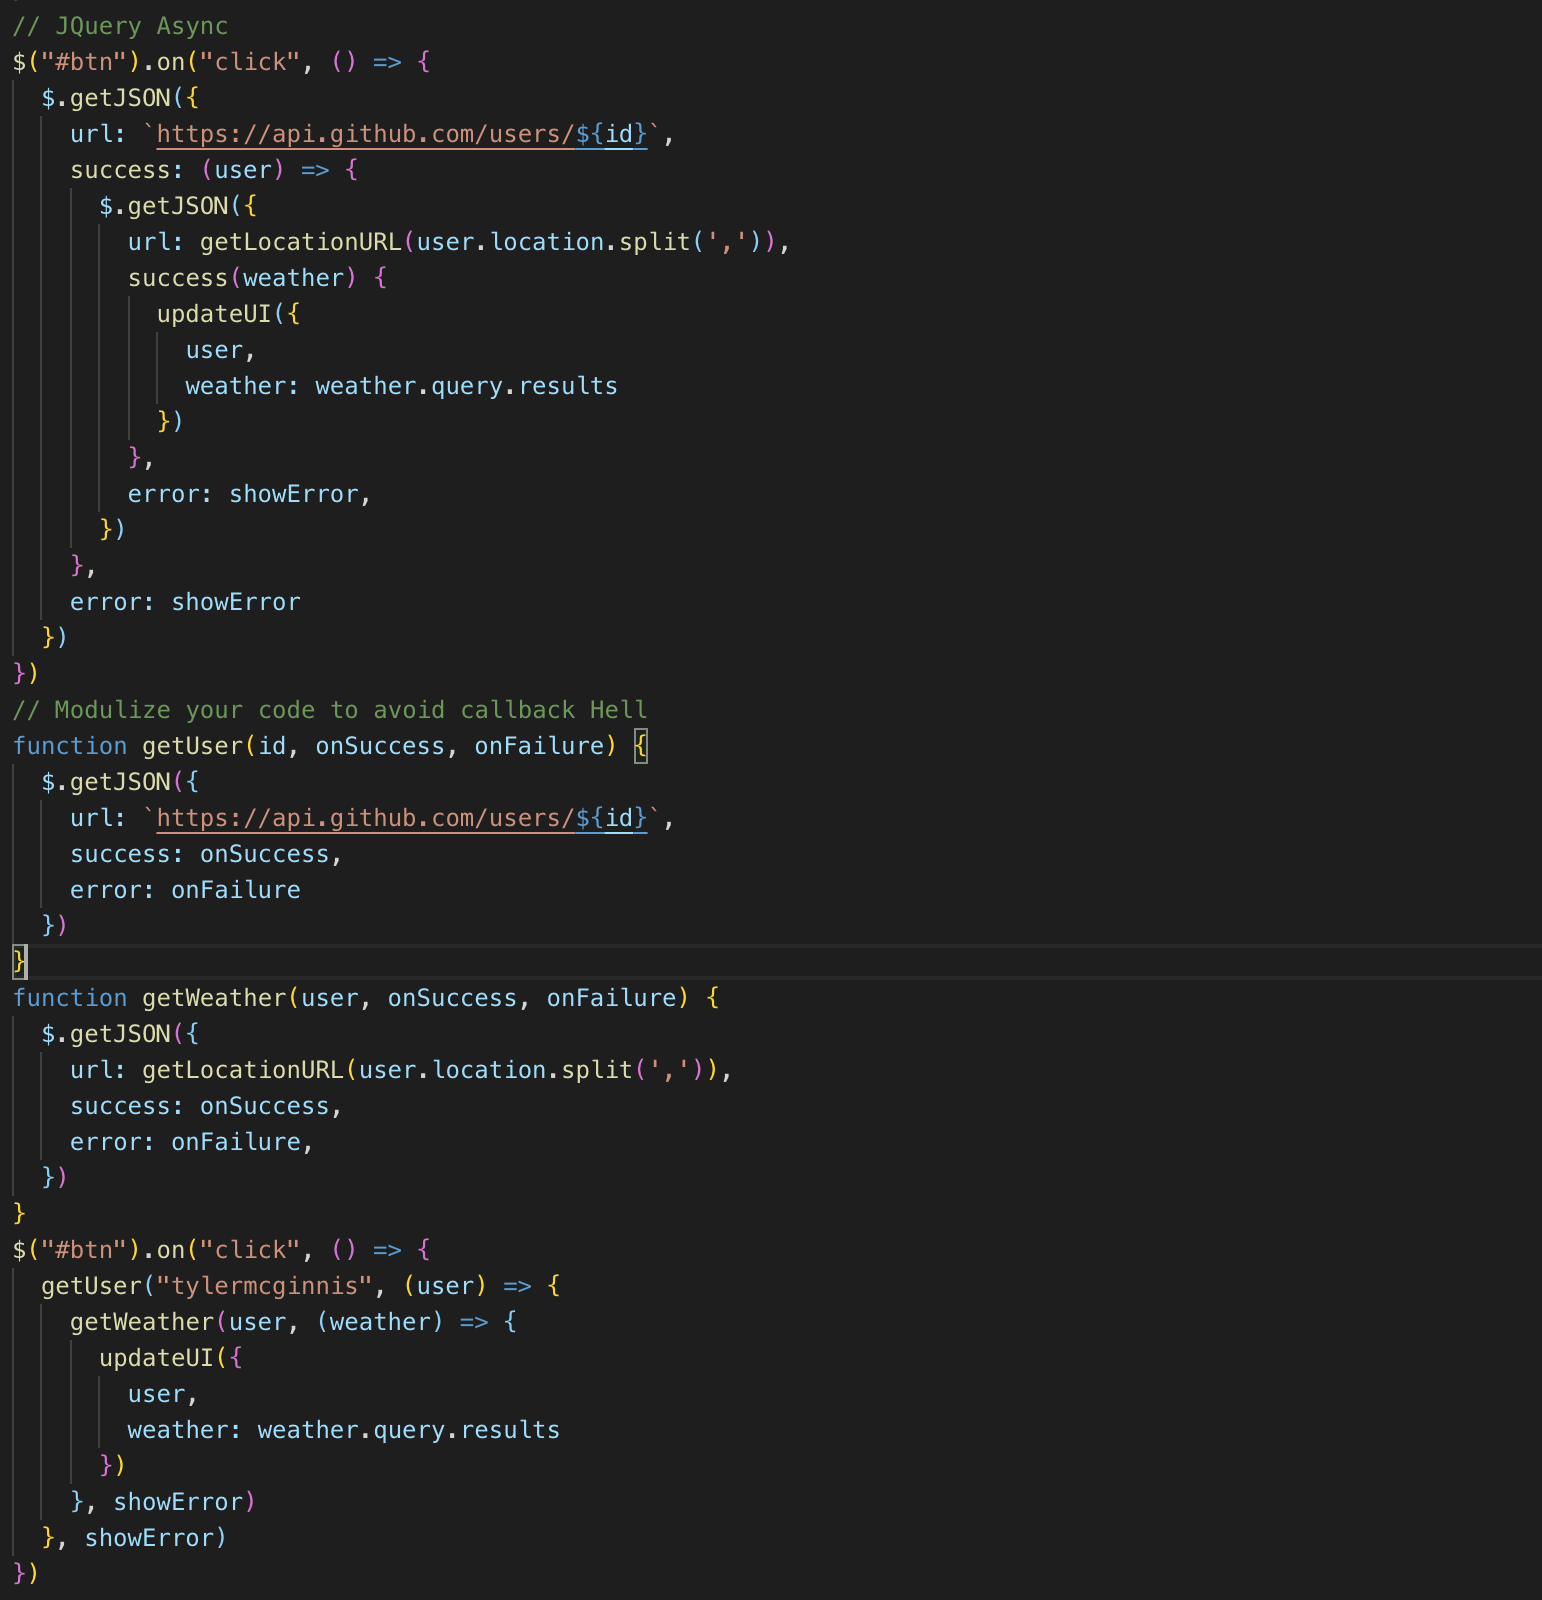 // JQuery Async
$("#btn").on("click", () => {
  $.getJSON({
    url: `https://api.github.com/users/${id}`,
    success: (user) => {
      $.getJSON({
        url: getLocationURL(user.location.split(',')),
        success(weather) {
          updateUI({
            user,
            weather: weather.query.results
          })
        },
        error: showError,
      })
    },
    error: showError
  })
})
// Modulize your code to avoid callback Hell
function getUser(id, onSuccess, onFailure) {
  $.getJSON({
    url: `https://api.github.com/users/${id}`,
    success: onSuccess,
    error: onFailure
  })
}
function getWeather(user, onSuccess, onFailure) {
  $.getJSON({
    url: getLocationURL(user.location.split(',')),
    success: onSuccess,
    error: onFailure,
  })
}
$("#btn").on("click", () => {
  getUser("tylermcginnis", (user) => {
    getWeather(user, (weather) => {
      updateUI({
        user,
        weather: weather.query.results
      })
    }, showError)
  }, showError)
})